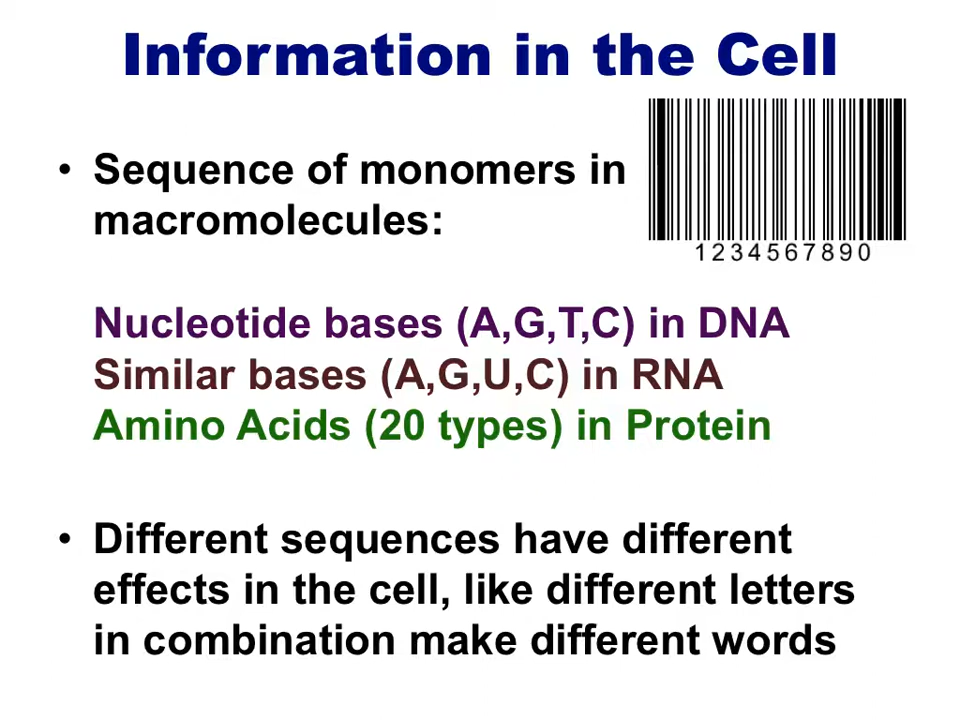 Information in the Cell
• Sequence of monomers in
macromolecules:
1234567890
Nucleotide bases (A,G,T,C) in DNA
Similar bases (A,G,U,C) in RNA
Amino Acids (20 types) in Protein
• Different sequences have different
effects in the cell, like different letters
in combination make different words